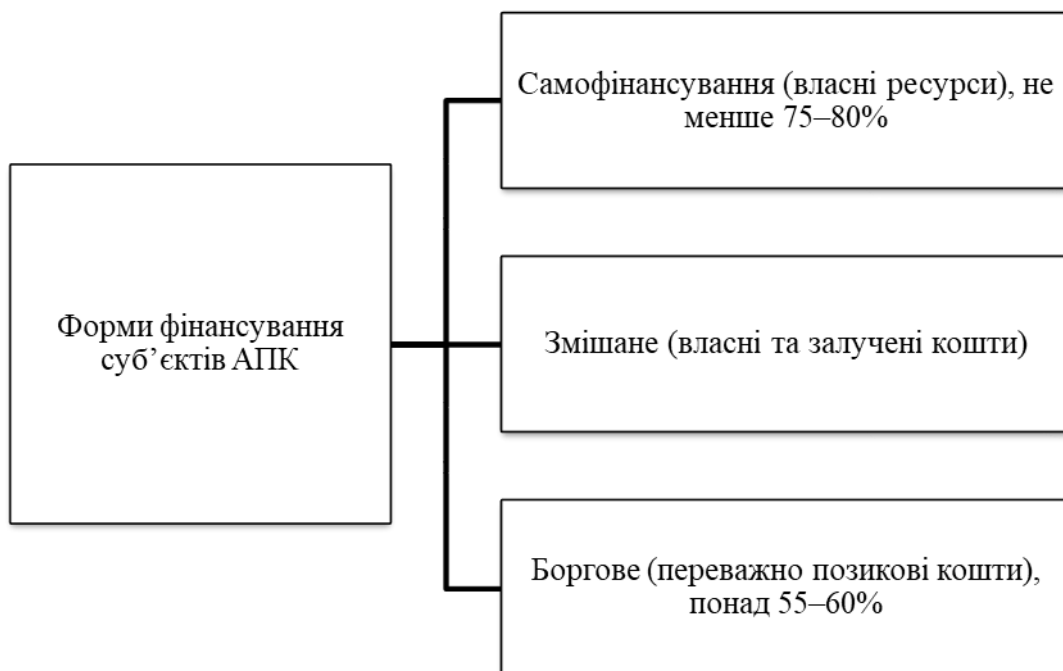 Самофінансування (власні ресурси), не
менше 75–80%
Форми фінансування
суб’єктів АПК
Змішане (власні та залучені кошти)
Боргове (переважно позикові кошти),
понад 55–60%